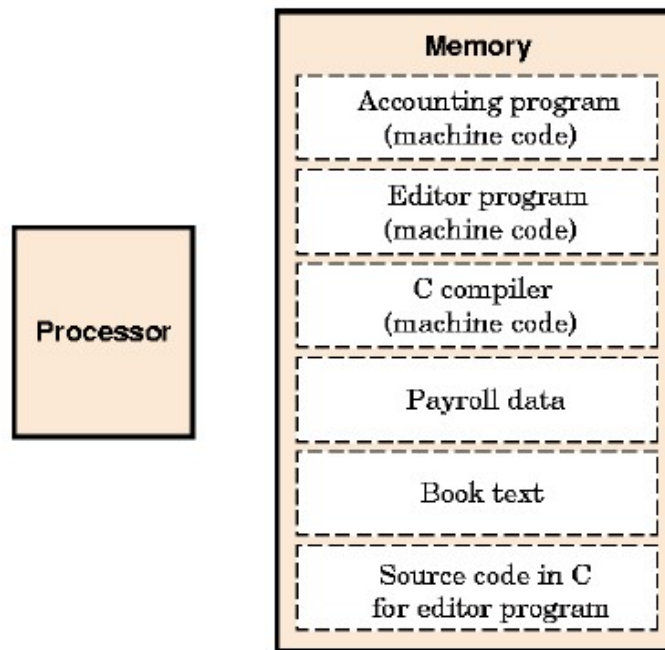 Memory
Accounting program
(machine code)
Editor program
(machine code)
C compiler
(machine code)
Processor
Payroll data
Book text
Source code in C
for editor program